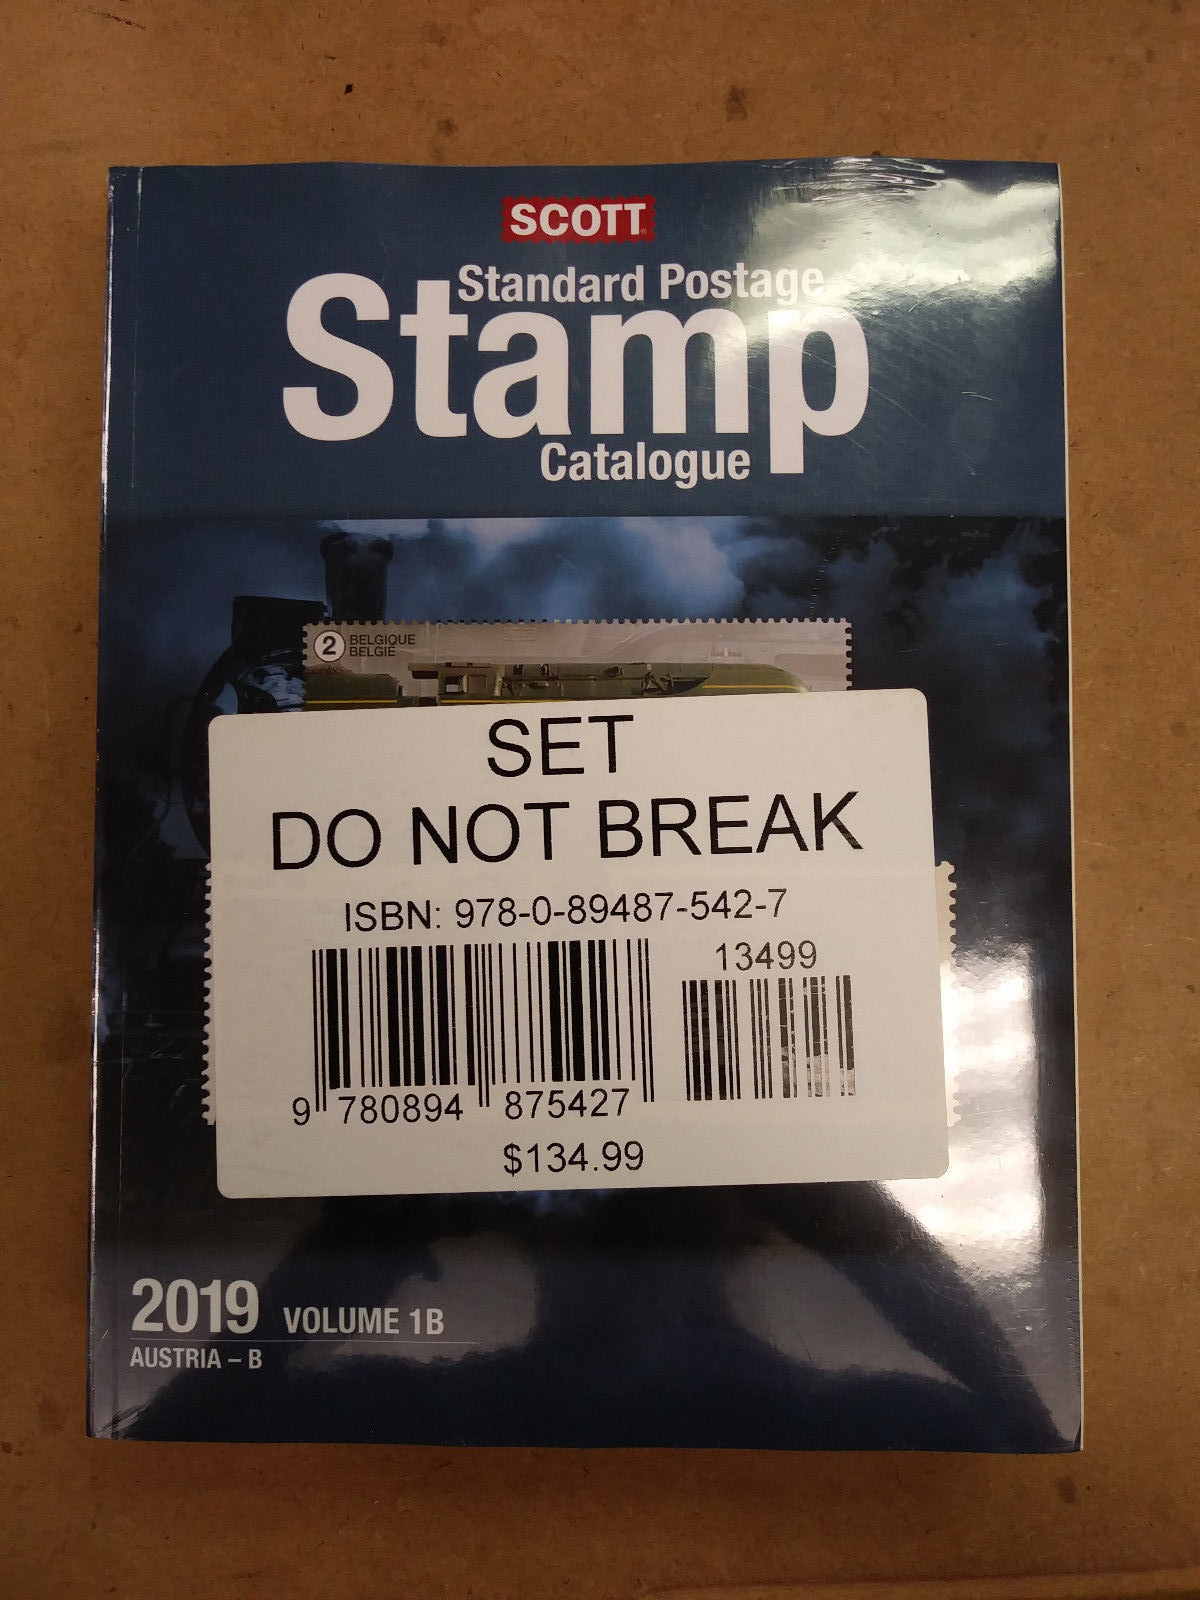 SCOTT
Standard Postage
Stamp
Catalogue
2 BELGIQUE
BELGIË
SET
DO NOT BREAK
ISBN: 978-0-89487-542-7
13499
9 780894 875427
$134.99
2019 VOLUME 1B
AUSTRIA – B